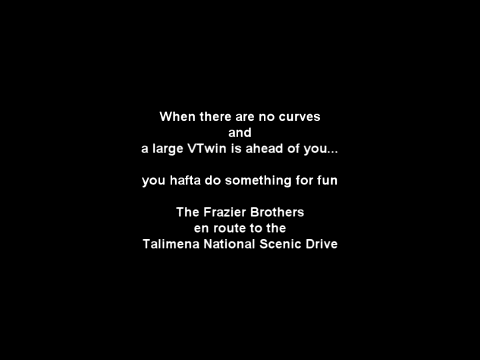 When there are no curves
and
a large VTwin is ahead of you...
you hafta do something for fun
The Frazier Brothers
en route to the
Talimena National Scenic Drive